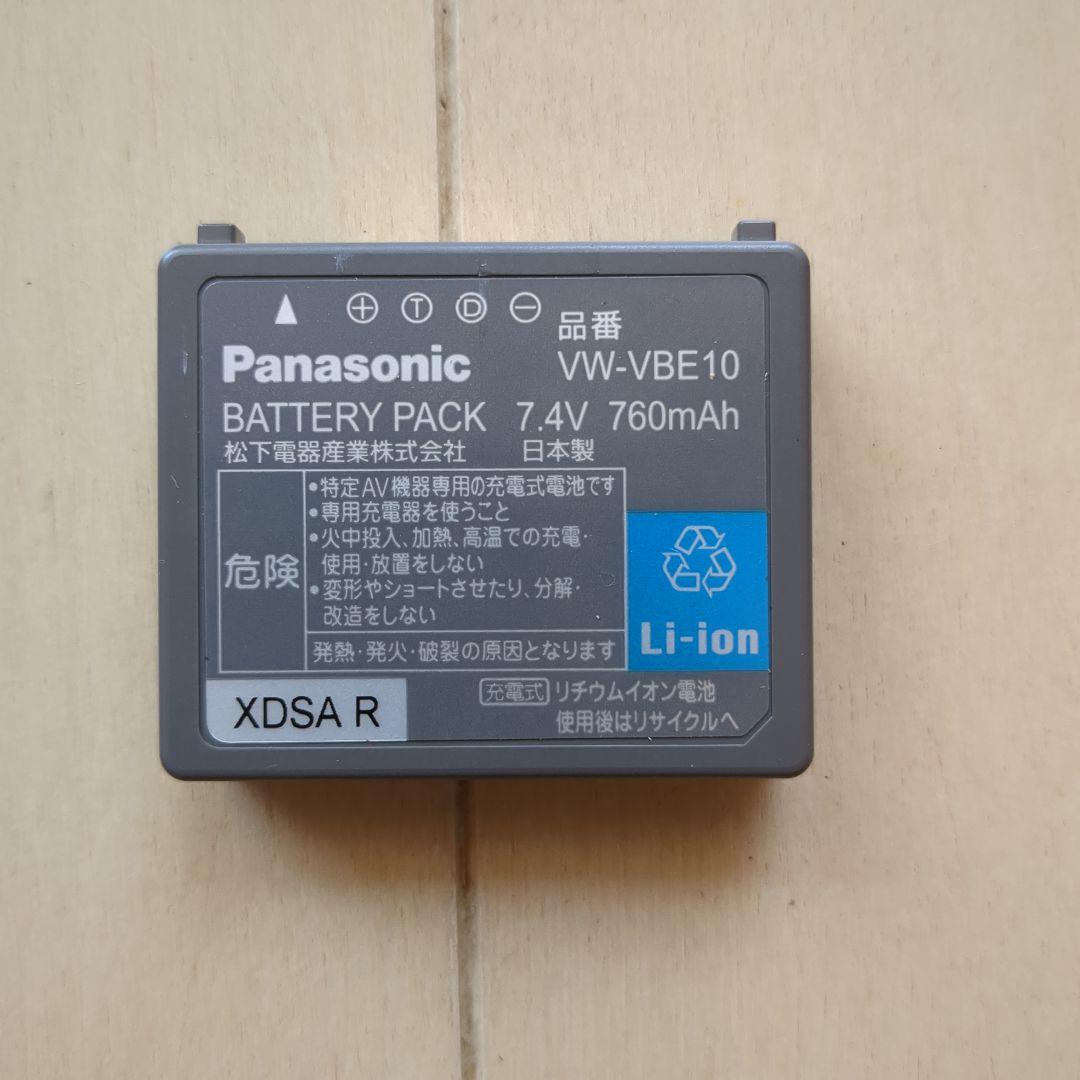 ▲ ⊕ Ⓣ Ⓓ ⊖
品番
Panasonic VW-VBE10
BATTERY PACK 7.4V 760mAh
松下電器産業株式会社 日本製
危険
•特定AV機器専用の充電式電池です
•専用充電器を使うこと
•火中投入、加熱、高温での充電・
使用・放置をしない
•変形やショートさせたり、分解・
改造をしない
発熱・発火・破裂の原因となります
Li-ion
XDSA R
充電式 リチウムイオン電池
使用後はリサイクルへ